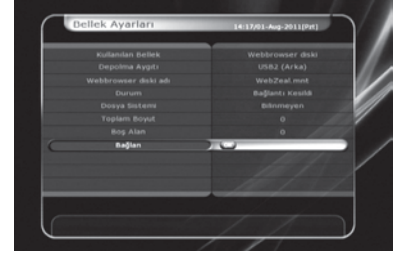 Bellek Ayarları 14:17/01-Aug-2011[Pzt]
Kullanılan Bellek Webbrowser diski
Depolma Aygıtı USB2 (Arka)
Webbrowser diski adı WebZeal.mnt
Durum Bağlantı Kesildi
Dosya Sistemi Bilinmeyen
Toplam Boyut 0
Boş Alan 0
Bağlan